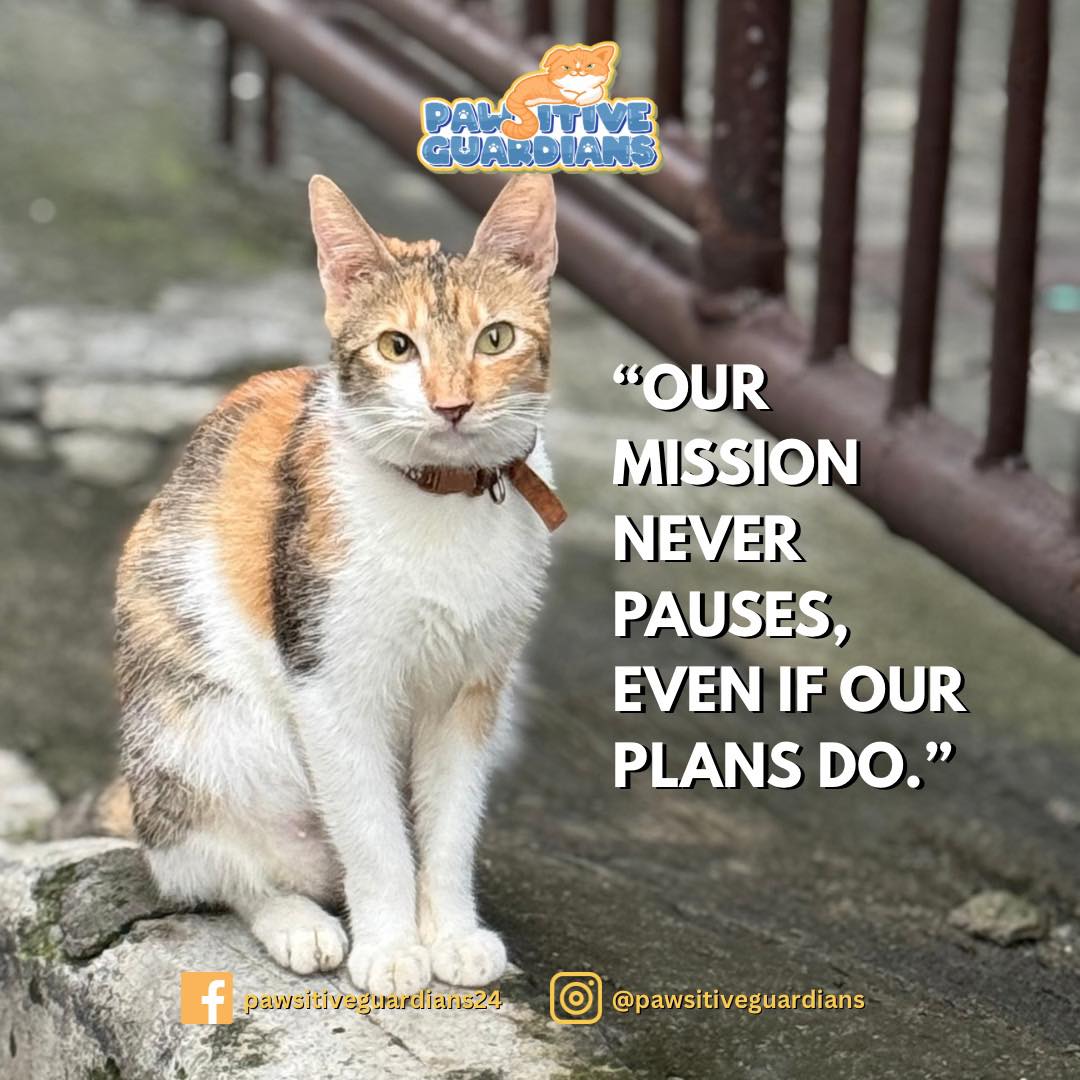 PAWSITIVE
GUARDIANS
“OUR
MISSION
NEVER
PAUSES,
EVEN IF OUR
PLANS DO.”
pawsitiveguardians24
@pawsitiveguardians